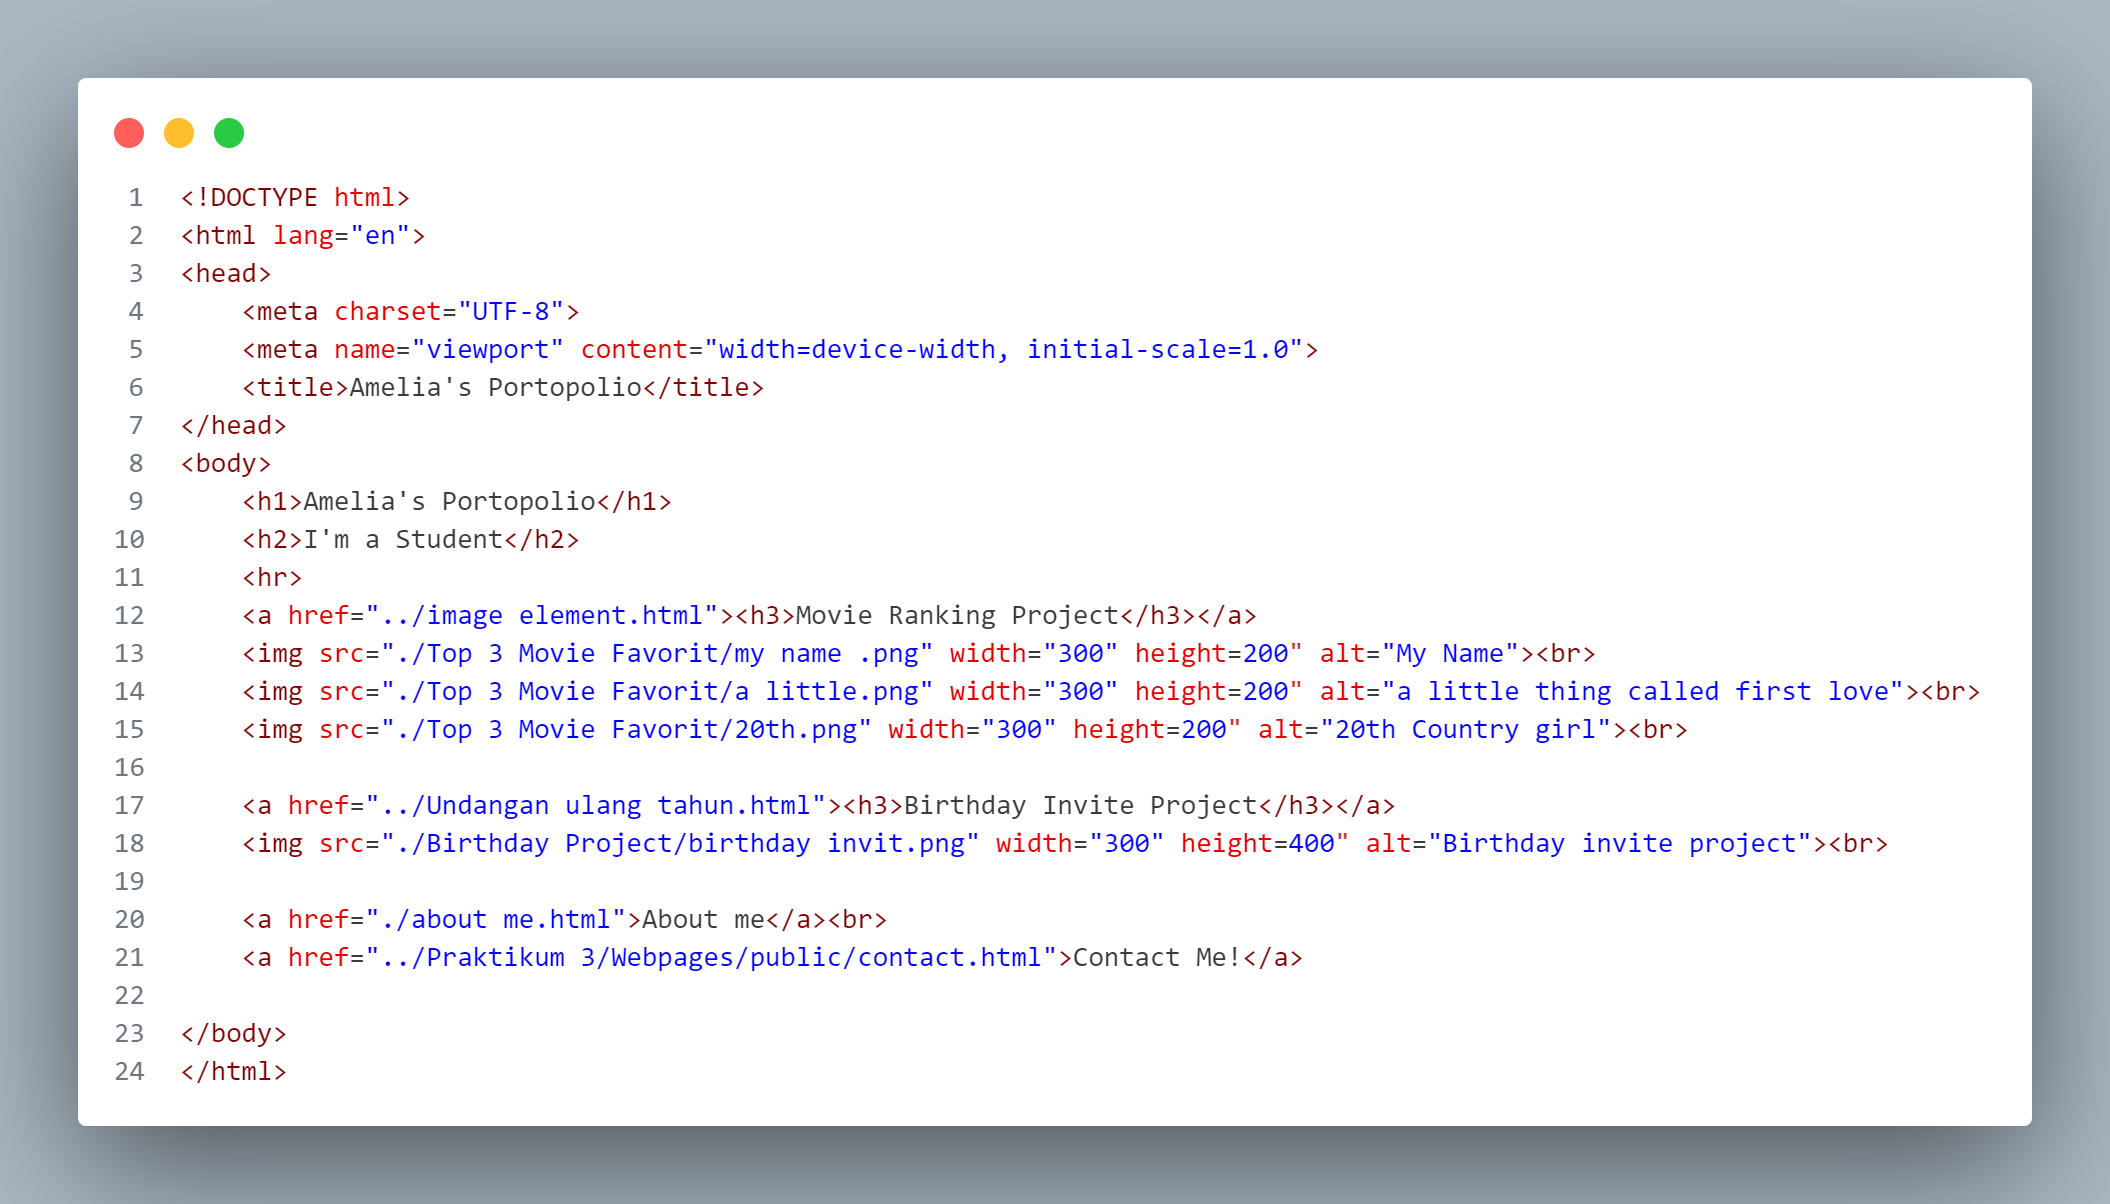 1 <!DOCTYPE html>
2 <html lang="en">
3 <head>
4     <meta charset="UTF-8">
5     <meta name="viewport" content="width=device-width, initial-scale=1.0">
6     <title>Amelia's Portopolio</title>
7 </head>
8 <body>
9     <h1>Amelia's Portopolio</h1>
10     <h2>I'm a Student</h2>
11     <hr>
12     <a href="../image element.html"><h3>Movie Ranking Project</h3></a>
13     <img src="./Top 3 Movie Favorit/my name .png" width="300" height=200" alt="My Name"><br>
14     <img src="./Top 3 Movie Favorit/a little.png" width="300" height=200" alt="a little thing called first love"><br>
15     <img src="./Top 3 Movie Favorit/20th.png" width="300" height=200" alt="20th Country girl"><br>
16
17     <a href="../Undangan ulang tahun.html"><h3>Birthday Invite Project</h3></a>
18     <img src="./Birthday Project/birthday invit.png" width="300" height=400" alt="Birthday invite project"><br>
19
20     <a href="./about me.html">About me</a><br>
21     <a href="../Praktikum 3/Webpages/public/contact.html">Contact Me!</a>
22
23 </body>
24 </html>